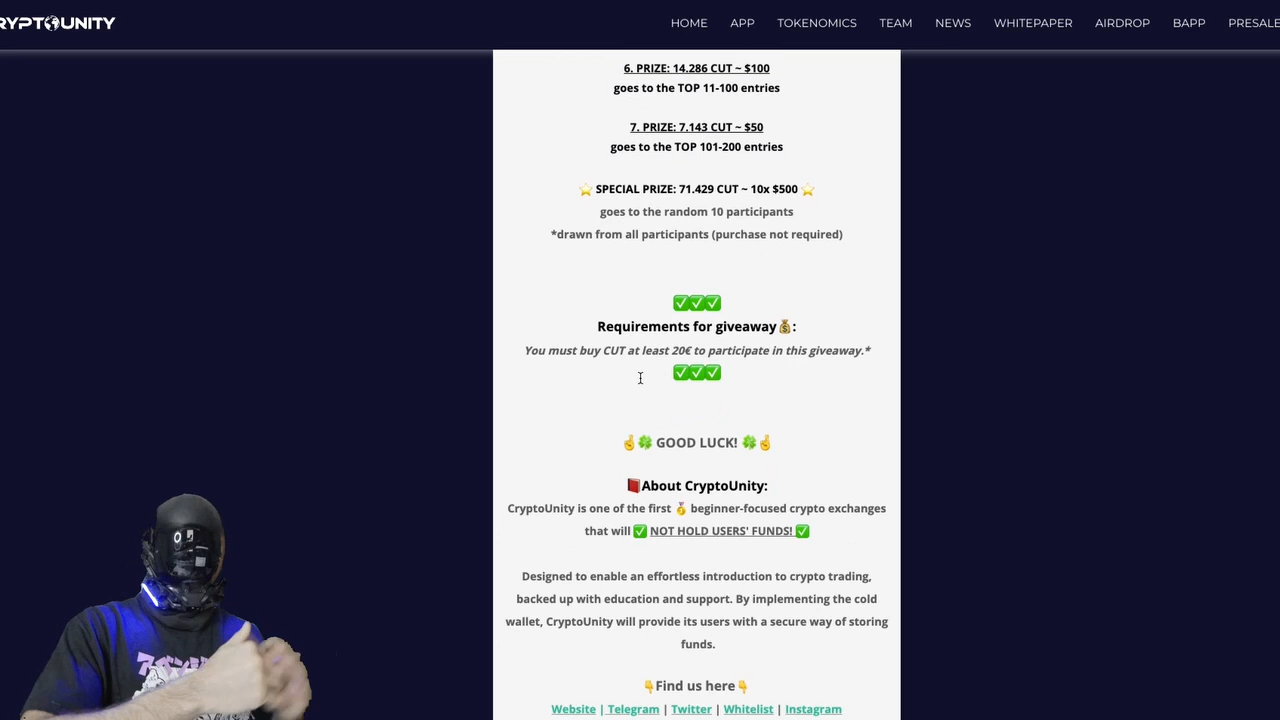 RYPTOUNITY
HOME APP TOKENOMICS TEAM NEWS WHITEPAPER AIRDROP BAPP PRESALE
6. PRIZE: 14.286 CUT ~ $100
goes to the TOP 11-100 entries
7. PRIZE: 7.143 CUT ~ $50
goes to the TOP 101-200 entries
⭐ SPECIAL PRIZE: 71.429 CUT ~ 10x $500 ⭐
goes to the random 10 participants
*drawn from all participants (purchase not required)
✅✅✅
Requirements for giveaway💰:
You must buy CUT at least 20€ to participate in this giveaway.*
✅✅✅
🤞🍀 GOOD LUCK! 🍀🤞
📕About CryptoUnity:
CryptoUnity is one of the first 🥇 beginner-focused crypto exchanges
that will ✅ NOT HOLD USERS' FUNDS! ✅
Designed to enable an effortless introduction to crypto trading,
backed up with education and support. By implementing the cold
wallet, CryptoUnity will provide its users with a secure way of storing
funds.
👇Find us here👇
Website | Telegram | Twitter | Whitelist | Instagram